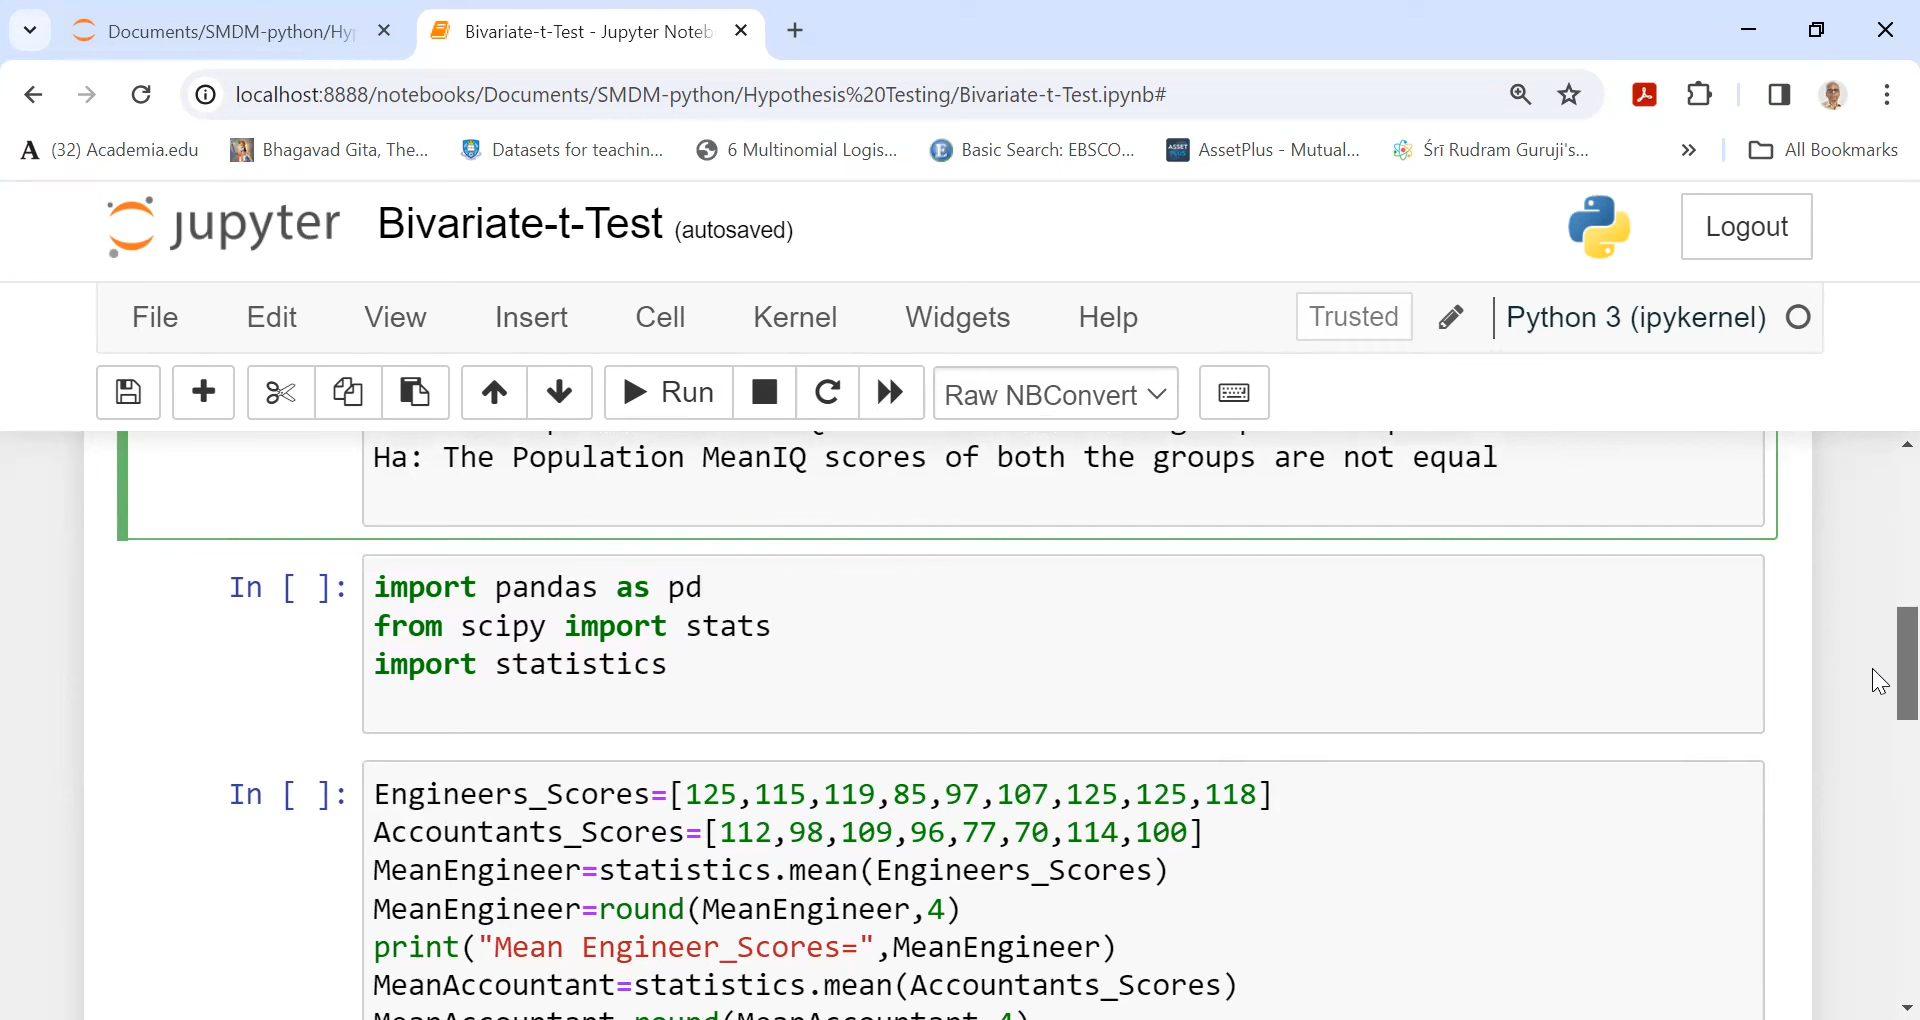 Documents/SMDM-python/Hy
Bivariate-t-Test - Jupyter Noteb
localhost:8888/notebooks/Documents/SMDM-python/Hypothesis%20Testing/Bivariate-t-Test.ipynb#
A (32) Academia.edu
Bhagavad Gita, The...
Datasets for teachin...
6 Multinomial Logis...
E Basic Search: EBSCO...
ASSET PLUS AssetPlus - Mutual...
Śrī Rudram Guruji's...
» All Bookmarks
jupyter Bivariate-t-Test (autosaved)
Logout
File Edit View Insert Cell Kernel Widgets Help
Trusted
Python 3 (ipykernel)
Run
Raw NBConvert
Ha: The Population MeanIQ scores of both the groups are not equal
In [ ]: import pandas as pd
from scipy import stats
import statistics
In [ ]: Engineers_Scores=[125,115,119,85,97,107,125,125,118]
Accountants_Scores=[112,98,109,96,77,70,114,100]
MeanEngineer=statistics.mean(Engineers_Scores)
MeanEngineer=round(MeanEngineer,4)
print("Mean Engineer_Scores=",MeanEngineer)
MeanAccountant=statistics.mean(Accountants_Scores)
MeanAccountant=round(MeanAccountant,4)